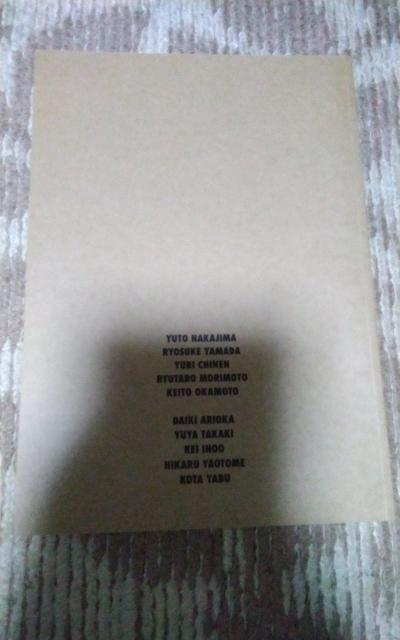 YUTO NAKAJIMA
RYOSUKE YAMADA
YURI CHINEN
RYUTARO MORIMOTO
KEITO OKAMOTO
DAIKI ARIOKA
YUYA TAKAKI
KEI INOO
HIKARU YAOTOME
KOTA YABU